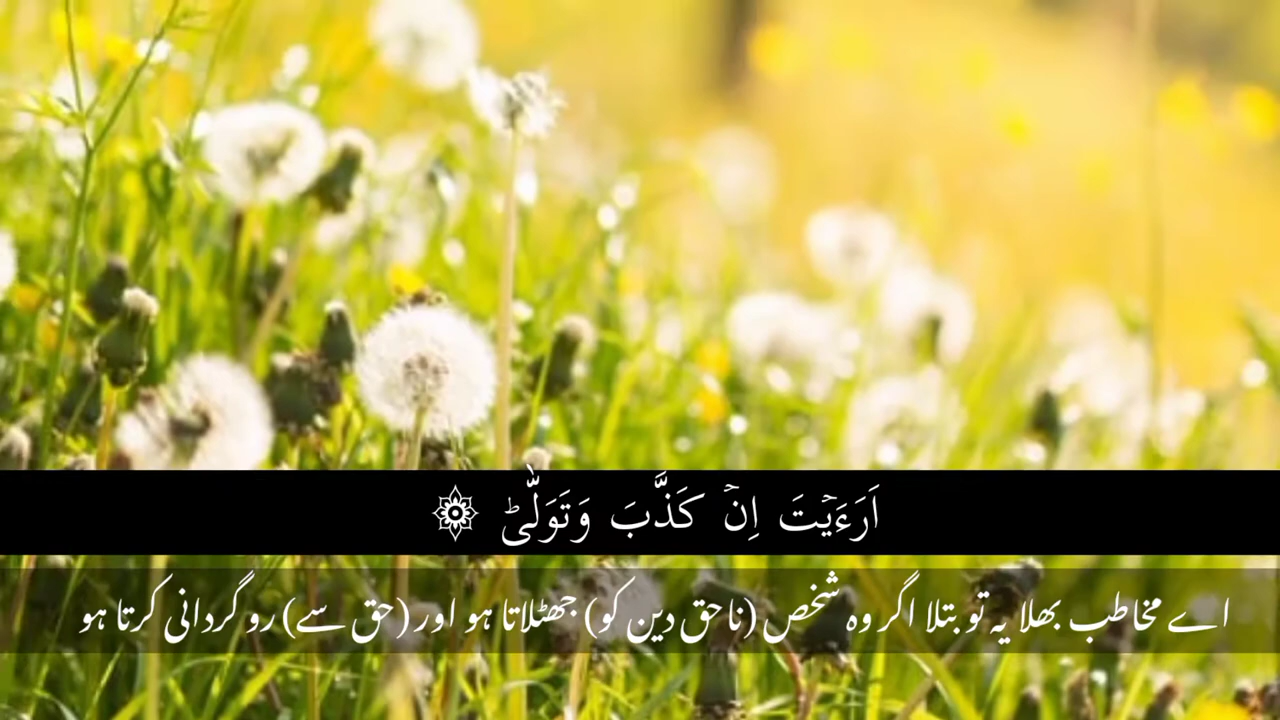 اَرَءَيۡتَ اِنۡ كَذَّبَ وَتَوَلّٰىؕ ۞
اے مخاطب بھلا یہ تو بتلا اگر وہ شخص (ناحق دین کو) جھٹلاتا ہو اور (حق سے) روگردانی کرتا ہو